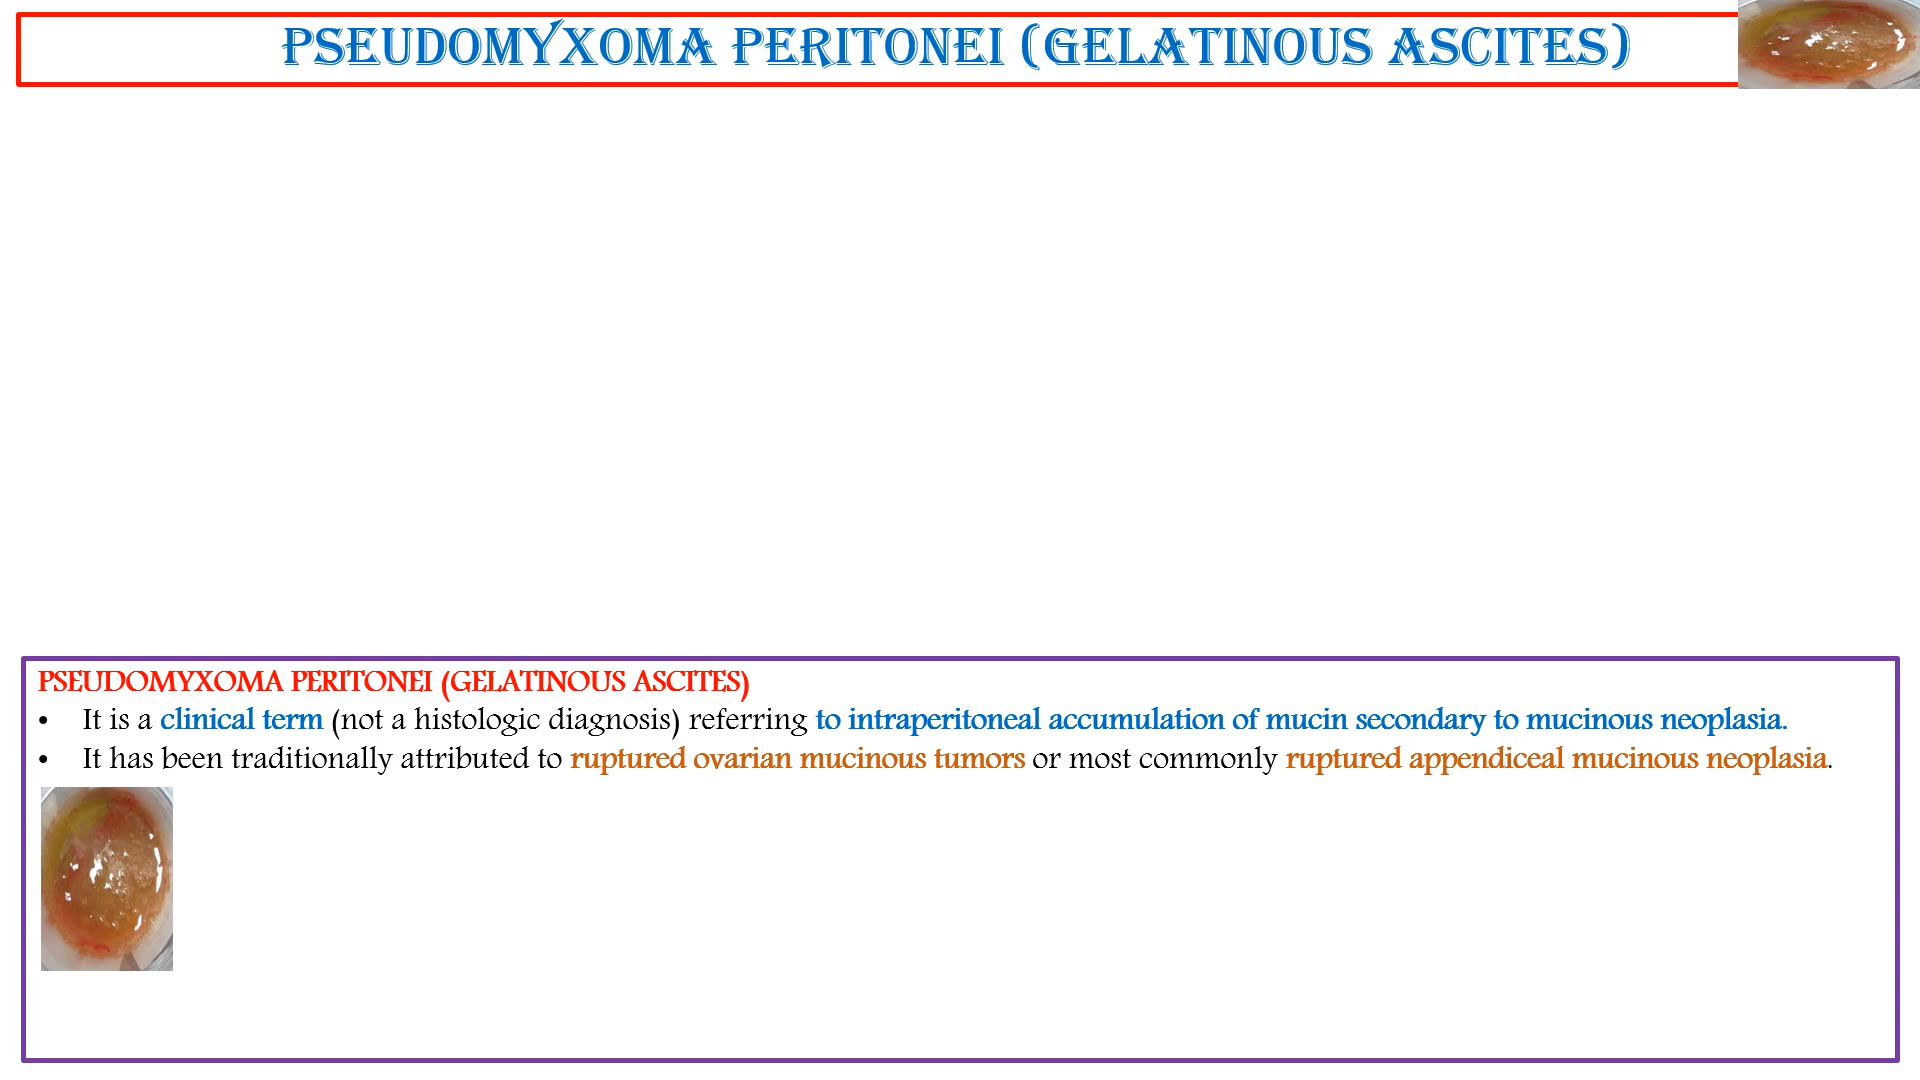 PSEUDOMYXOMA PERITONEI (GELATINOUS ASCITES)
PSEUDOMYXOMA PERITONEI (GELATINOUS ASCITES)
• It is a clinical term (not a histologic diagnosis) referring to intraperitoneal accumulation of mucin secondary to mucinous neoplasia.
• It has been traditionally attributed to ruptured ovarian mucinous tumors or most commonly ruptured appendiceal mucinous neoplasia.